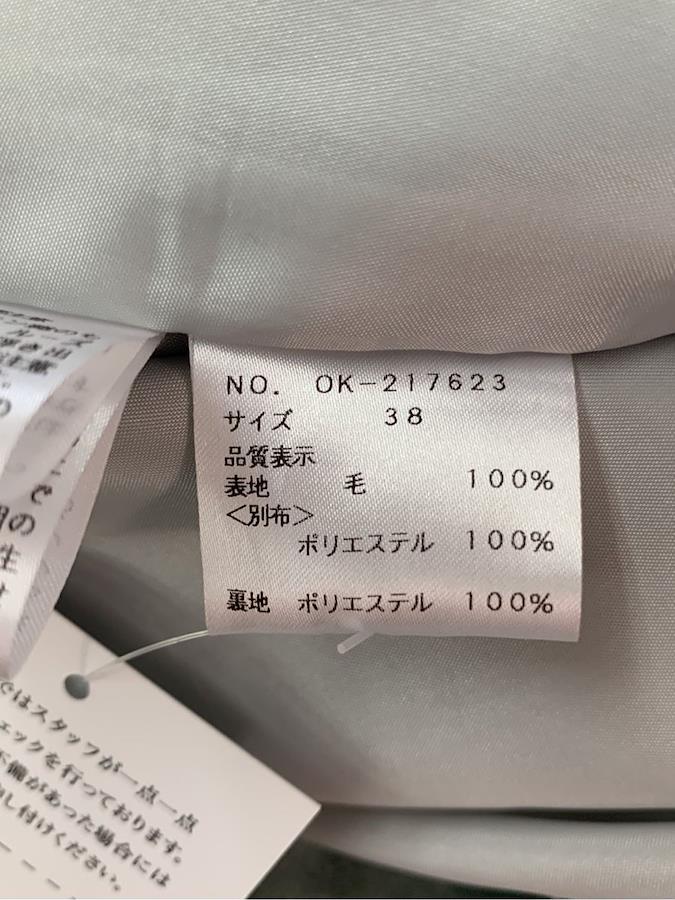 NO. OK-217623
サイズ 38
品質表示
表地 毛 100%
<別布>
ポリエステル 100%
裏地 ポリエステル 100%
ではスタッフが一点一点
ェックを行っております。
不備があった場合には
し付けください。